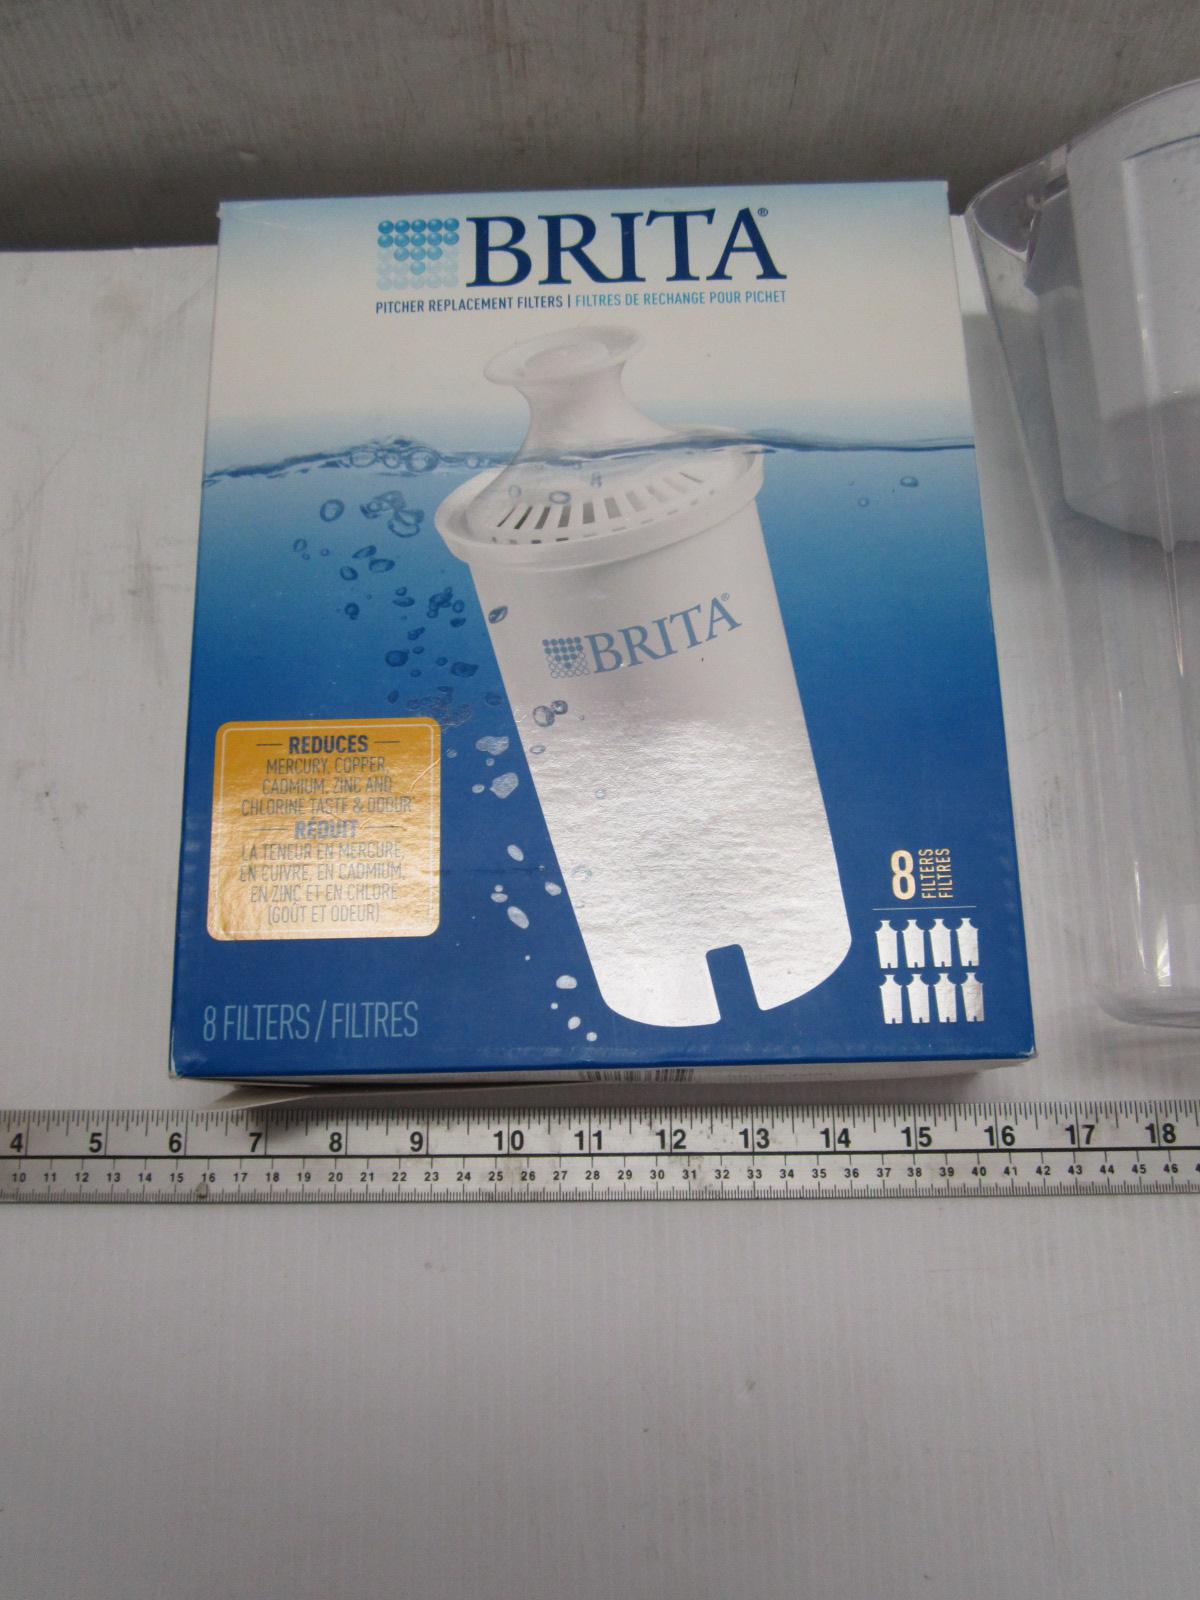 BRITA®
PITCHER REPLACEMENT FILTERS | FILTRES DE RECHANGE POUR PICHET
BRITA®
REDUCES
MERCURY, COPPER,
CADMIUM, ZINC AND
CHLORINE TASTE & ODOUR
RÉDUIT
LA TENEUR EN MERCURE,
EN CUIVRE, EN CADMIUM,
EN ZINC ET EN CHLORE
(GOÛT ET ODEUR)
8 FILTERS
FILTRES
8 FILTERS / FILTRES
4 5 6 7 8 9 10 11 12 13 14 15 16 17 18
10 11 12 13 14 15 16 17 18 19 20 21 22 23 24 25 26 27 28 29 30 31 32 33 34 35 36 37 38 39 40 41 42 43 44 45 46